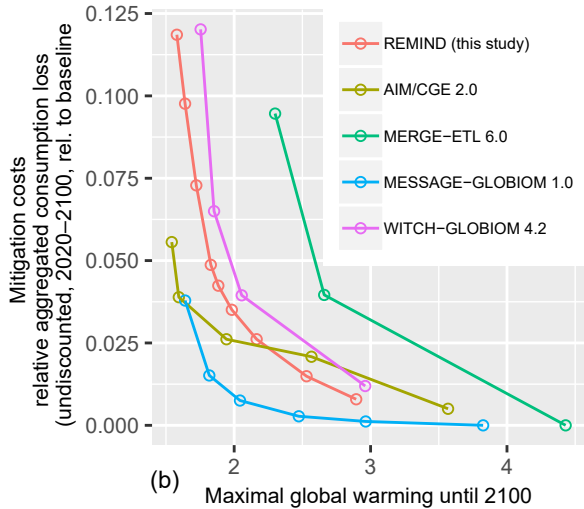 Mitigation costs
relative aggregated consumption loss
(undiscounted, 2020−2100, rel. to baseline
0.125
0.100
0.075
0.050
0.025
0.000
REMIND (this study)
AIM/CGE 2.0
MERGE−ETL 6.0
MESSAGE−GLOBIOM 1.0
WITCH−GLOBIOM 4.2
2 3 4
(b)
Maximal global warming until 2100